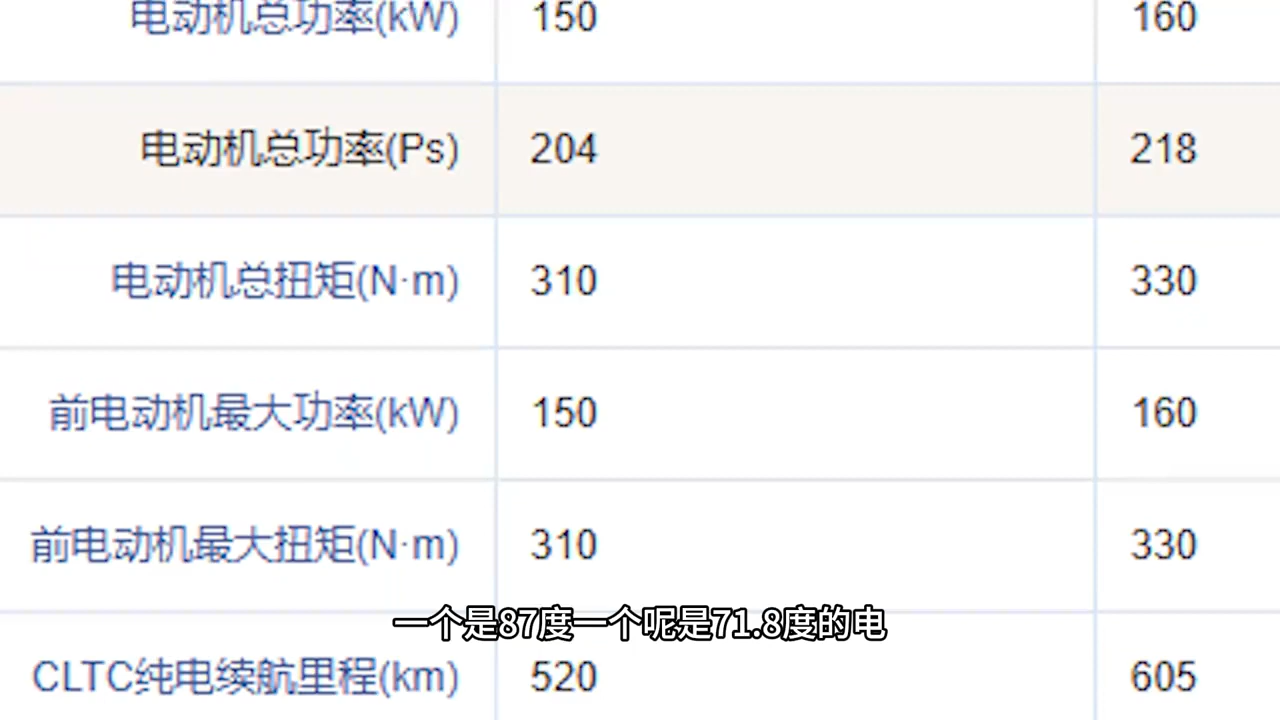 电动机总功率(kW) 150 160
电动机总功率(Ps) 204 218
电动机总扭矩(N·m) 310 330
前电动机最大功率(kW) 150 160
前电动机最大扭矩(N·m) 310 330
一个是87度一个呢是71.8度的电
CLTC纯电续航里程(km) 520 605